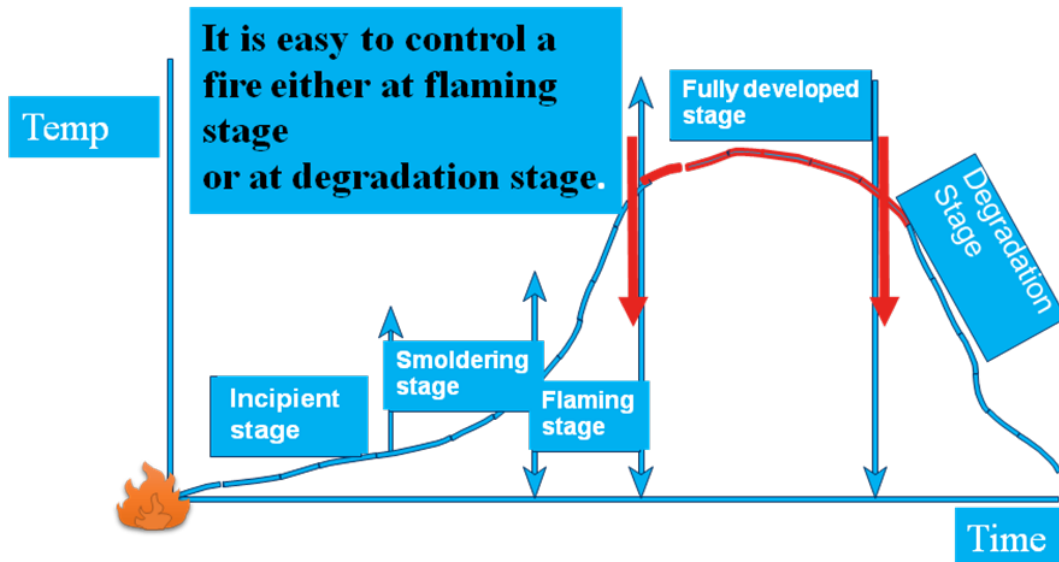 It is easy to control a
fire either at flaming
stage
or at degradation stage.
Temp
Fully developed
stage
Degradation
Stage
Smoldering
stage
Incipient
stage
Flaming
stage
Time